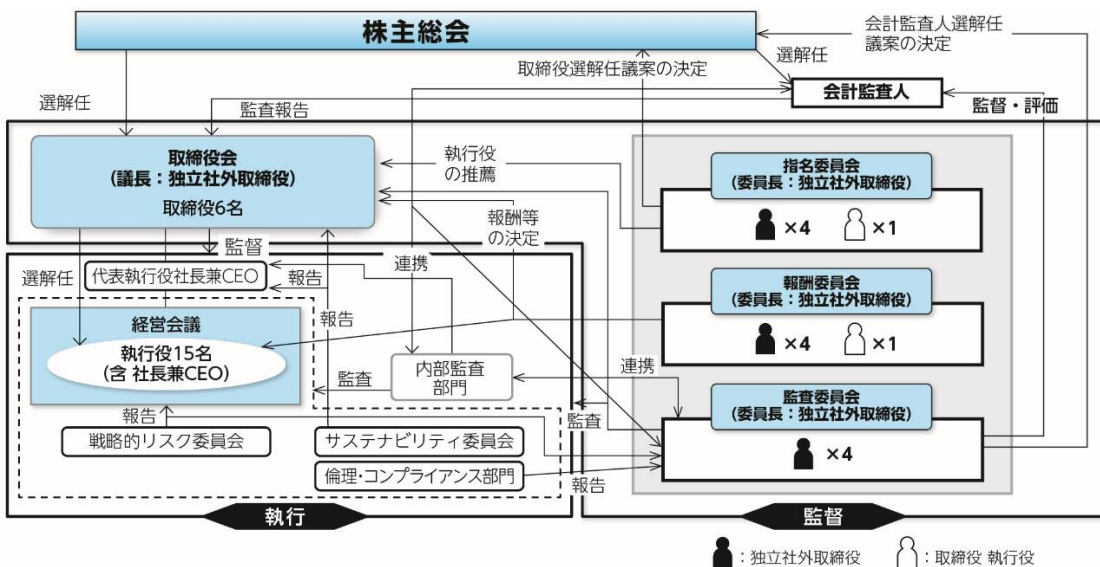 株主総会
会計監査人選解任
議案の決定
選解任
取締役選解任議案の決定
会計監査人
選解任
監査報告
監督・評価
取締役会
(議長：独立社外取締役)
取締役6名
執行役
の推薦
指名委員会
(委員長：独立社外取締役)
×4
×1
報酬等
の決定
監督
選解任
代表執行役社長兼CEO
報告
連携
報酬委員会
(委員長：独立社外取締役)
×4
×1
経営会議
執行役15名
(含 社長兼CEO)
報告
監査
内部監査
部門
連携
監査委員会
(委員長：独立社外取締役)
×4
報告
監査
戦略的リスク委員会
サステナビリティ委員会
倫理・コンプライアンス部門
報告
執行
監督
：独立社外取締役
：取締役 執行役